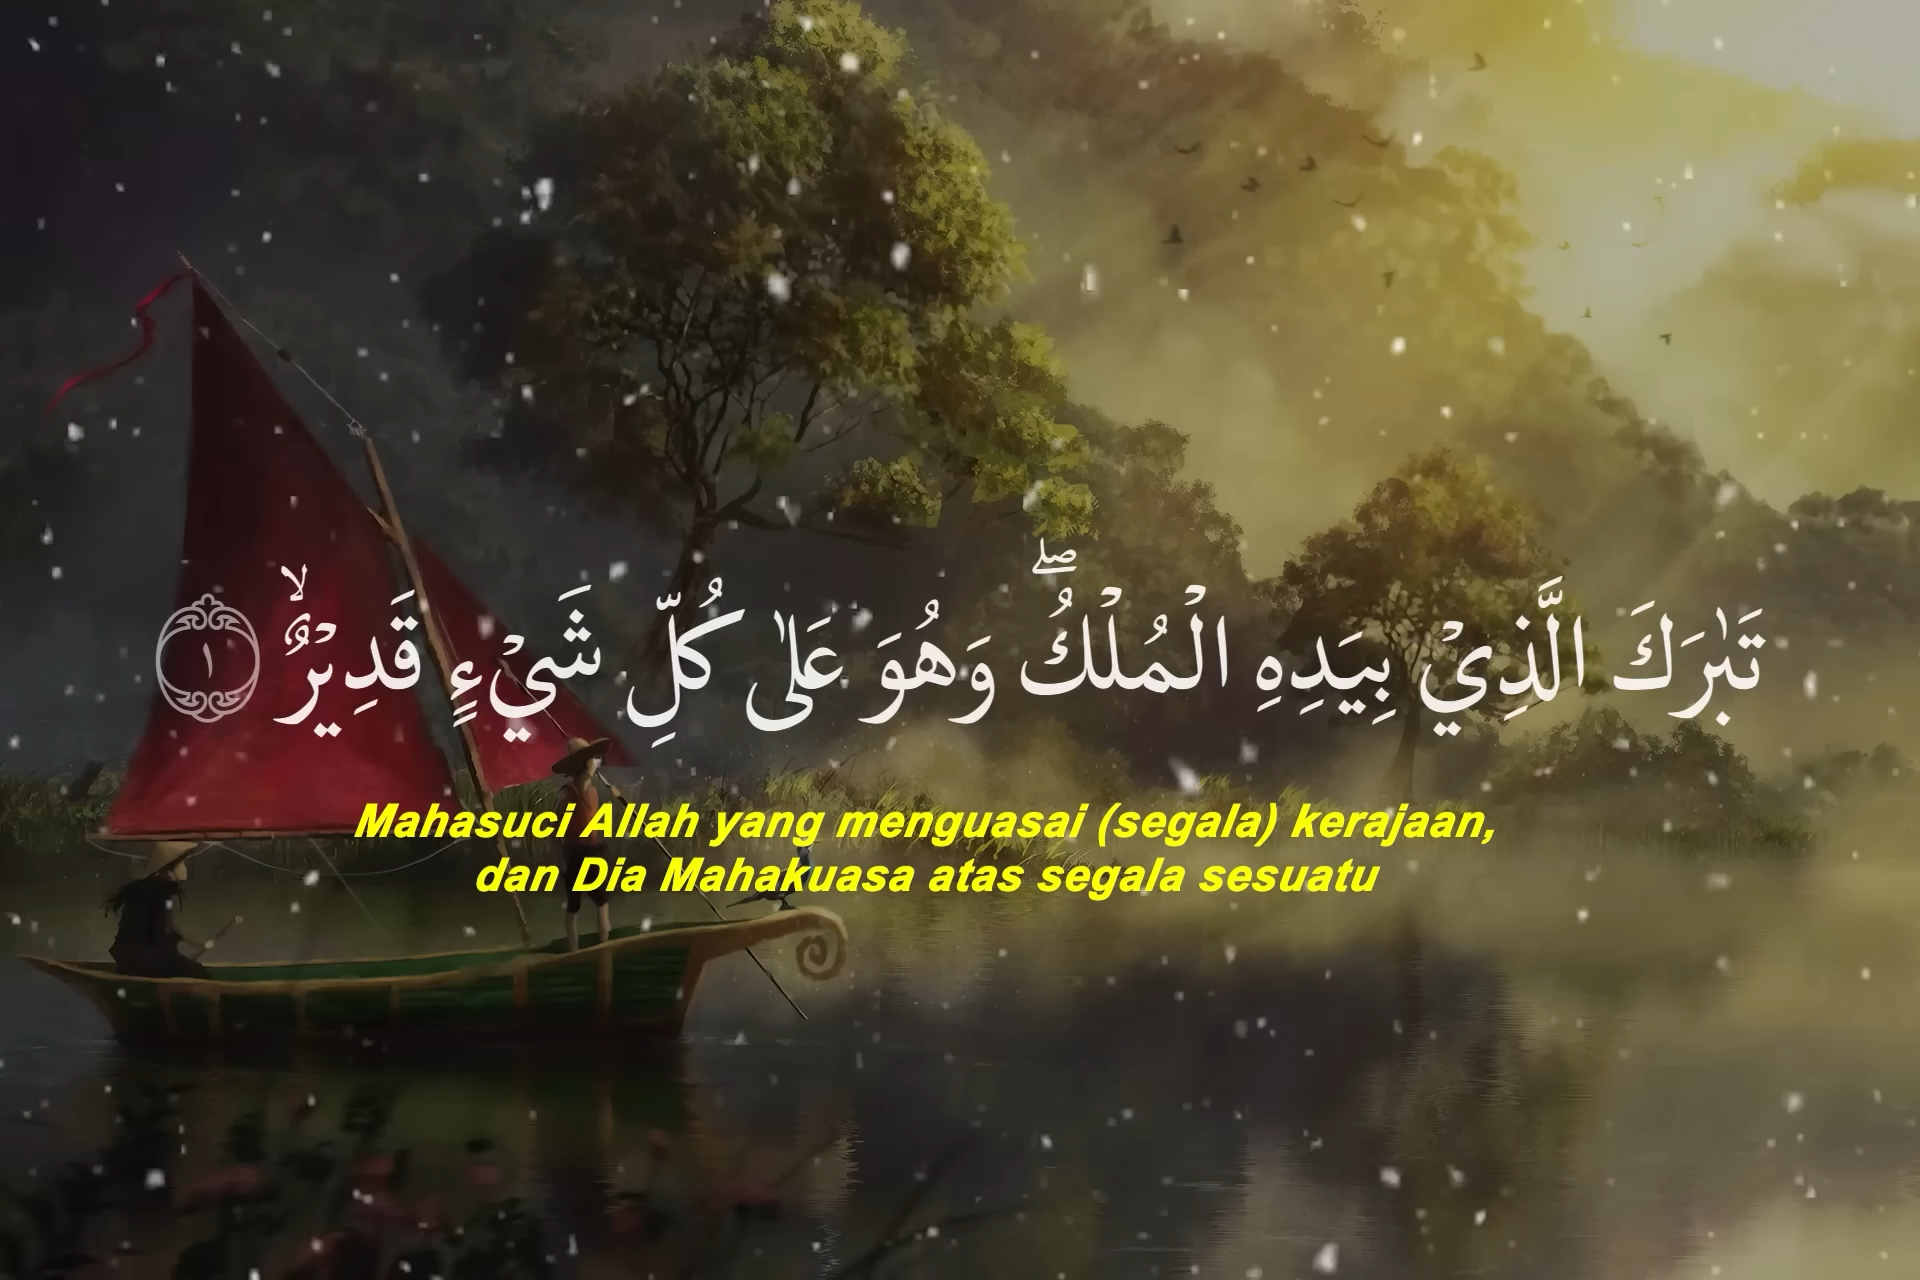 تَبٰرَكَ الَّذِيْ بِيَدِهِ الْمُلْكُۖ وَهُوَ عَلٰى كُلِّ شَيْءٍ قَدِيْرٌۙ ١
Mahasuci Allah yang menguasai (segala) kerajaan,
dan Dia Mahakuasa atas segala sesuatu